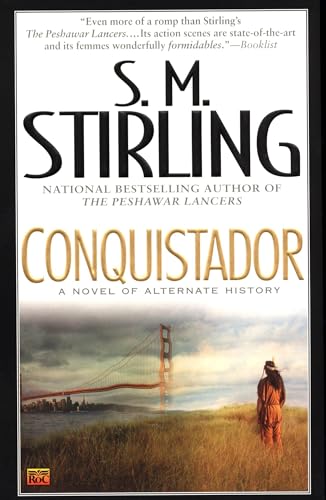 "Even more of a romp than Stirling's
The Peshawar Lancers....Its action scenes are state-of-the-art
and its femmes wonderfully formidables."—Booklist
S. M.
STIRLING
NATIONAL BESTSELLING AUTHOR OF
THE PESHAWAR LANCERS
CONQUISTADOR
A NOVEL OF ALTERNATE HISTORY
ROC